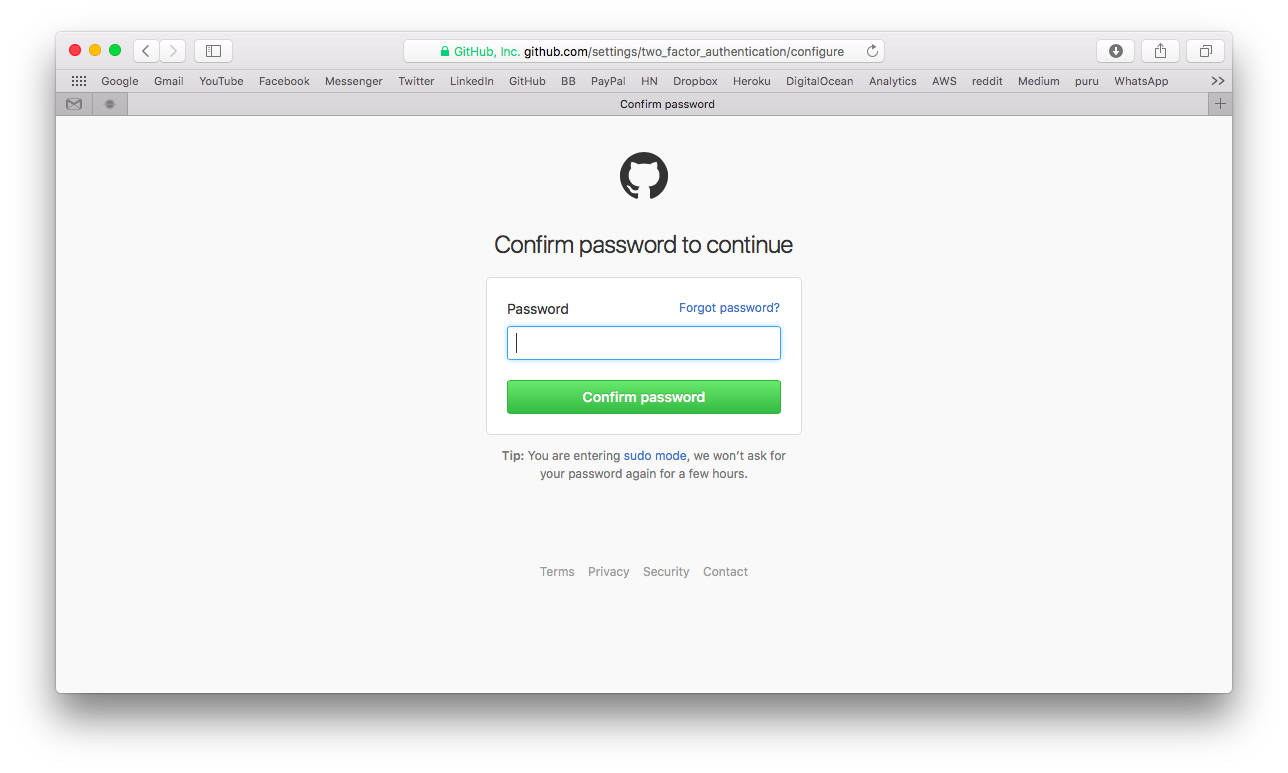 GitHub, Inc. github.com/settings/two_factor_authentication/configure
Google Gmail YouTube Facebook Messenger Twitter LinkedIn GitHub BB PayPal HN Dropbox Heroku DigitalOcean Analytics AWS reddit Medium puru WhatsApp >>
Confirm password
Confirm password to continue
Password Forgot password?
Confirm password
Tip: You are entering sudo mode, we won’t ask for
your password again for a few hours.
Terms Privacy Security Contact